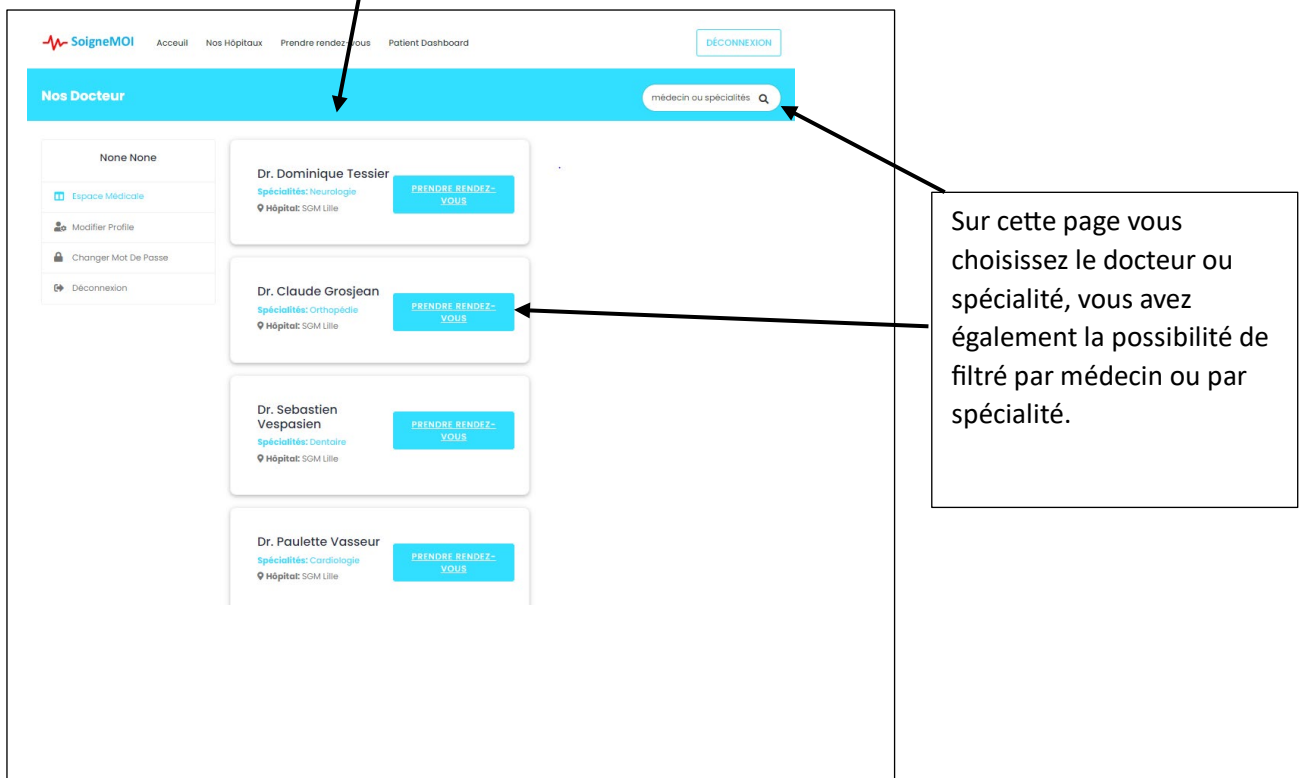 SoigneMOI Acceuil Nos Hôpitaux Prendre rendez-vous Patient Dashboard DÉCONNEXION
Nos Docteur
médecin ou spécialités
None None
Espace Médicale
Modifier Profile
Changer Mot De Passe
Déconnexion
Dr. Dominique Tessier
Spécialités: Neurologie
Hôpital: SGM Lille
PRENDRE RENDEZ-
VOUS
Dr. Claude Grosjean
Spécialités: Orthopédie
Hôpital: SGM Lille
PRENDRE RENDEZ-
VOUS
Dr. Sebastien
Vespasien
Spécialités: Dentaire
Hôpital: SGM Lille
PRENDRE RENDEZ-
VOUS
Dr. Paulette Vasseur
Spécialités: Cardiologie
Hôpital: SGM Lille
PRENDRE RENDEZ-
VOUS
Sur cette page vous
choisissez le docteur ou
spécialité, vous avez
également la possibilité de
filtré par médecin ou par
spécialité.